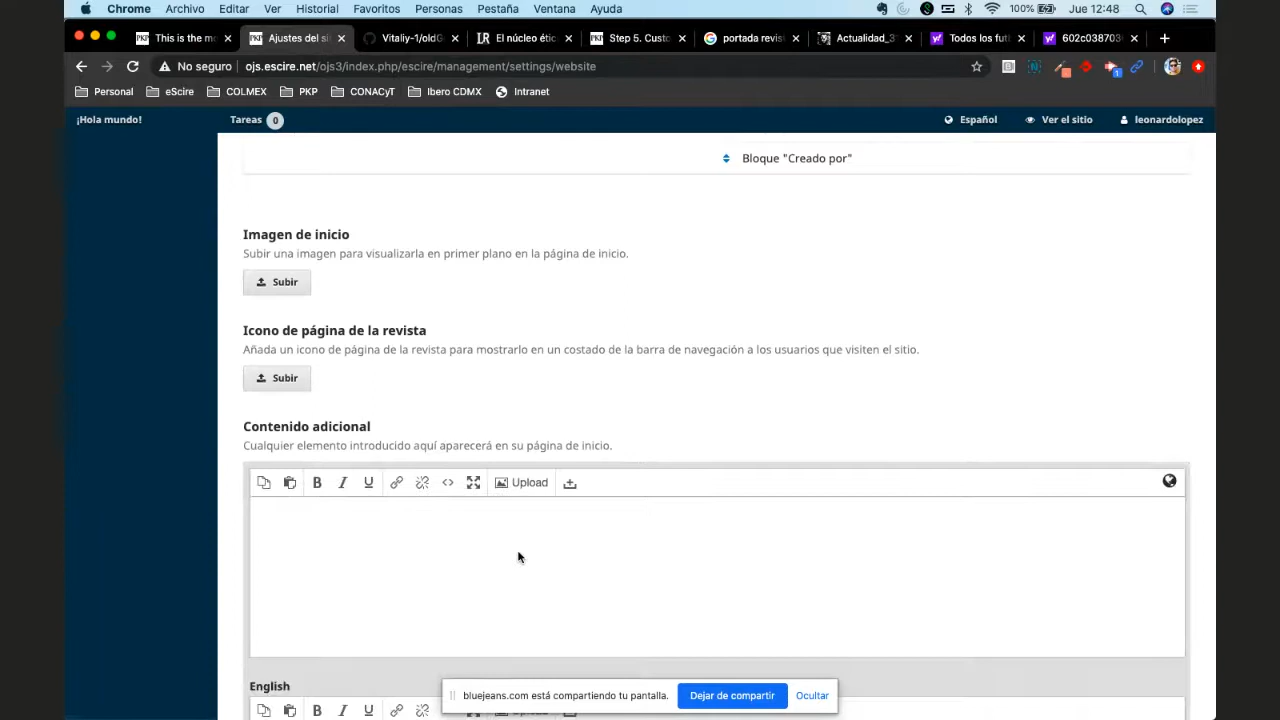 Chrome Archivo Editar Ver Historial Favoritos Personas Pestaña Ventana Ayuda 100% Jue 12:48
PKP This is the m PKP Ajustes del si Vitaliy-1/oldG El núcleo étic PKP Step 5. Custo portada revis Actualidad_3 Todos los fut 602c038703
No seguro ojs.escire.net/ojs3/index.php/escire/management/settings/website
Personal eScire COLMEX PKP CONACyT Ibero CDMX Intranet
¡Hola mundo! Tareas 0 Español Ver el sitio leonardolopez
Bloque "Creado por"
Imagen de inicio
Subir una imagen para visualizarla en primer plano en la página de inicio.
Subir
Icono de página de la revista
Añada un icono de página de la revista para mostrarlo en un costado de la barra de navegación a los usuarios que visiten el sitio.
Subir
Contenido adicional
Cualquier elemento introducido aquí aparecerá en su página de inicio.
B I U Upload
English
bluejeans.com está compartiendo tu pantalla. Dejar de compartir Ocultar
B I U